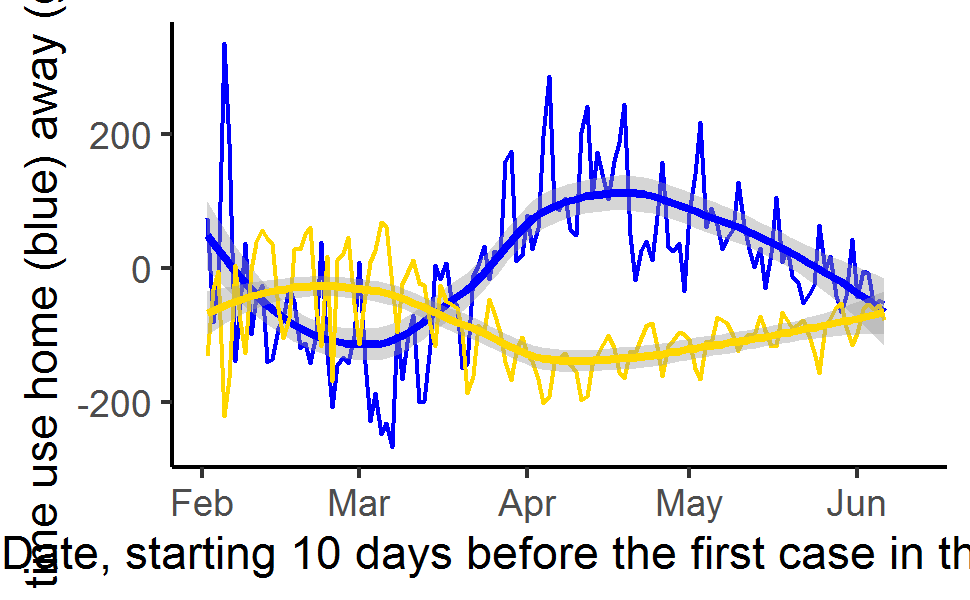 time use home (blue) away (
200
0
-200
Feb Mar Apr May Jun
Date, starting 10 days before the first case in th